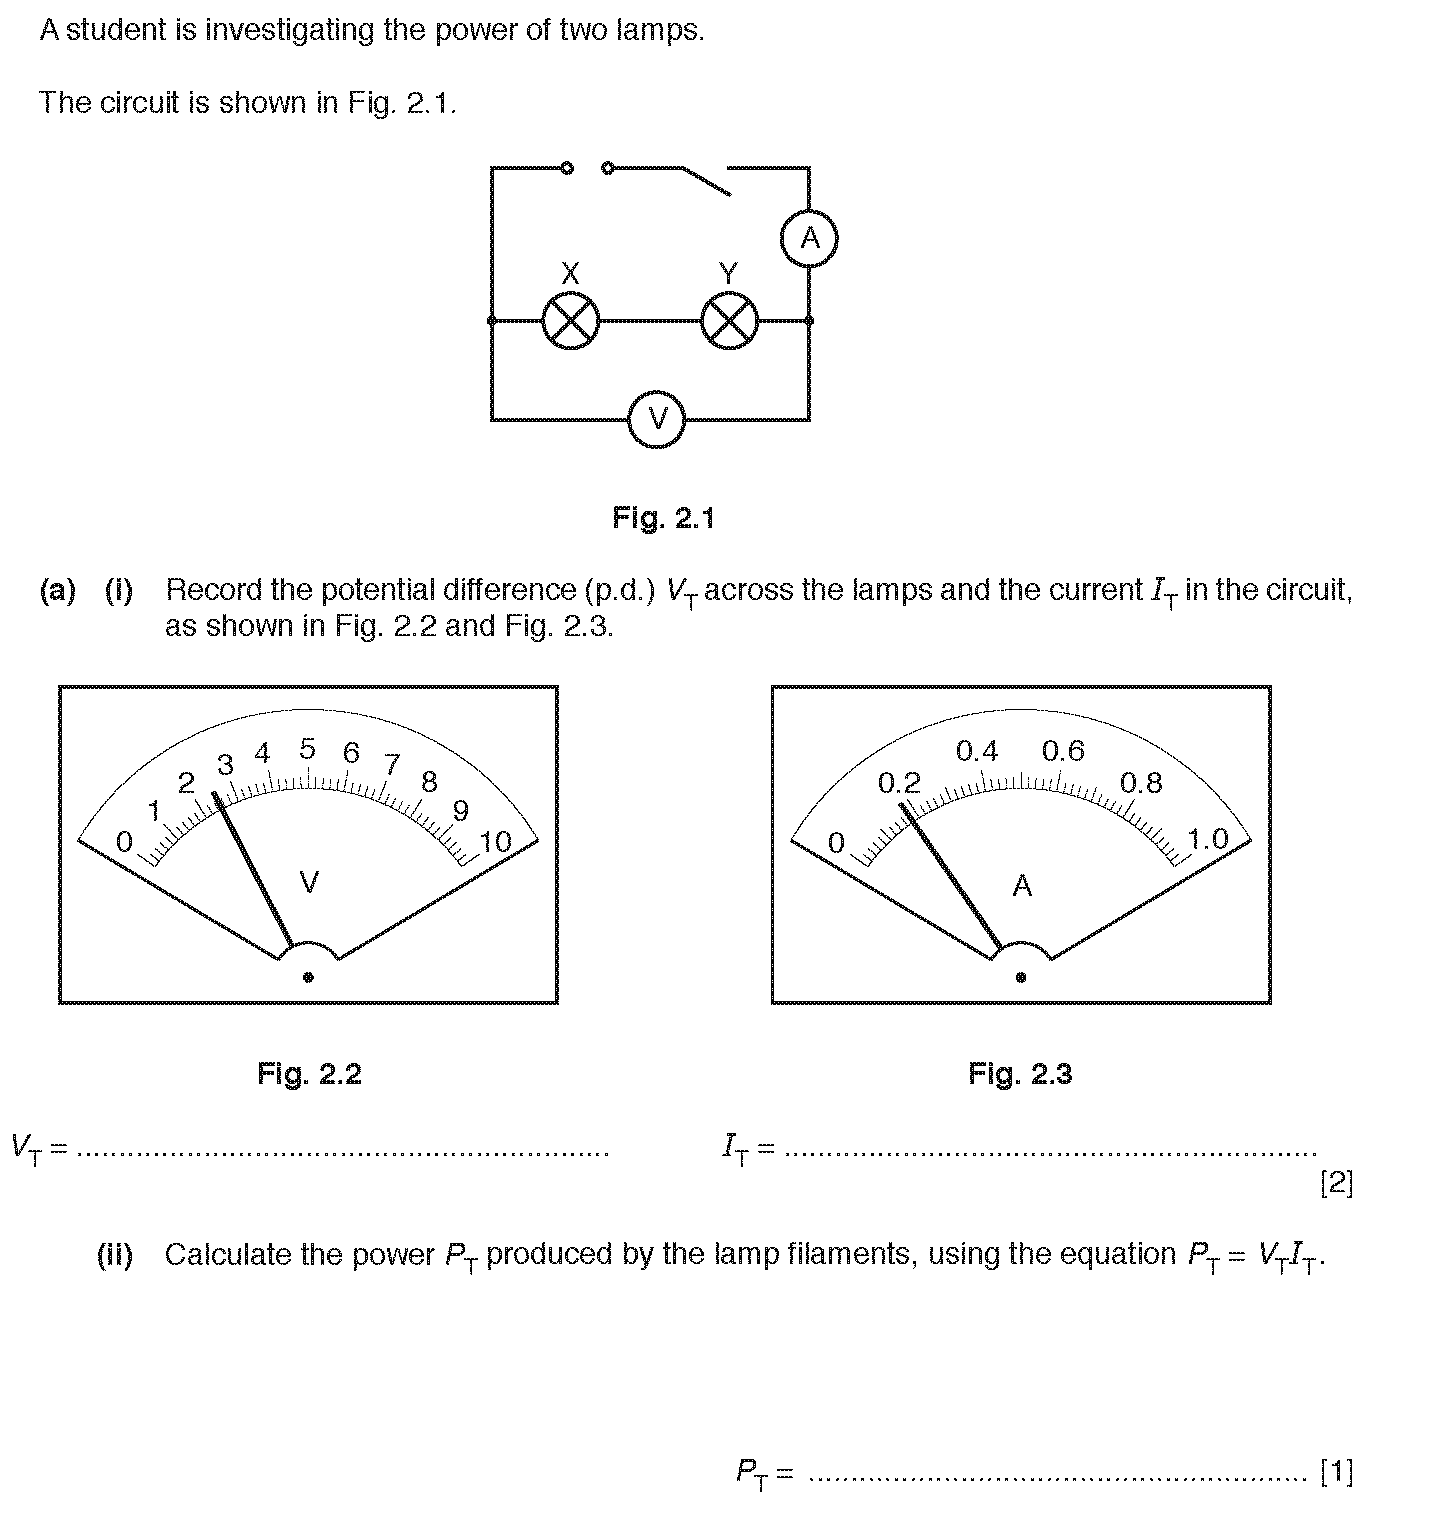 A student is investigating the power of two lamps.
The circuit is shown in Fig. 2.1.
A
X Y
V
Fig. 2.1
(a) (i) Record the potential difference (p.d.) V_T across the lamps and the current I_T in the circuit,
as shown in Fig. 2.2 and Fig. 2.3.
0 1 2 3 4 5 6 7 8 9 10
V
0 0.2 0.4 0.6 0.8 1.0
A
Fig. 2.2
Fig. 2.3
V_T = ............................................................... I_T = ...............................................................
[2]
(ii) Calculate the power P_T produced by the lamp filaments, using the equation P_T = V_T I_T.
P_T = ........................................................... [1]